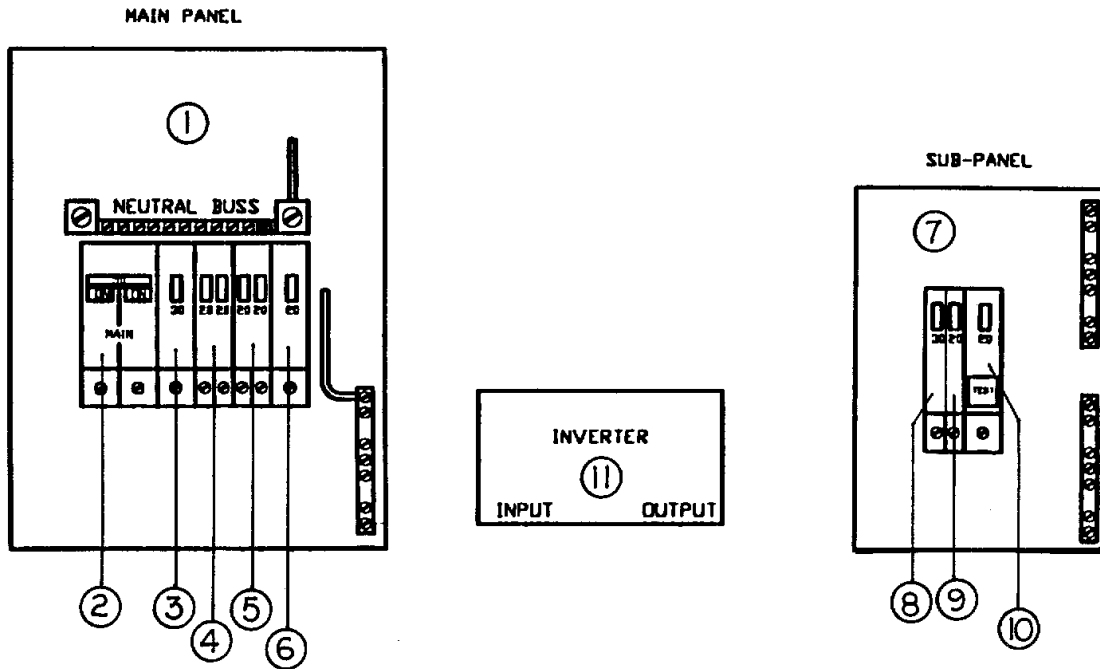 MAIN PANEL
1
NEUTRAL BUSS
30 20 20 20 20 20
MAIN
2 3 4 5 6
INVERTER
11
INPUT OUTPUT
SUB-PANEL
7
30 20 20
TEST
8 9 10